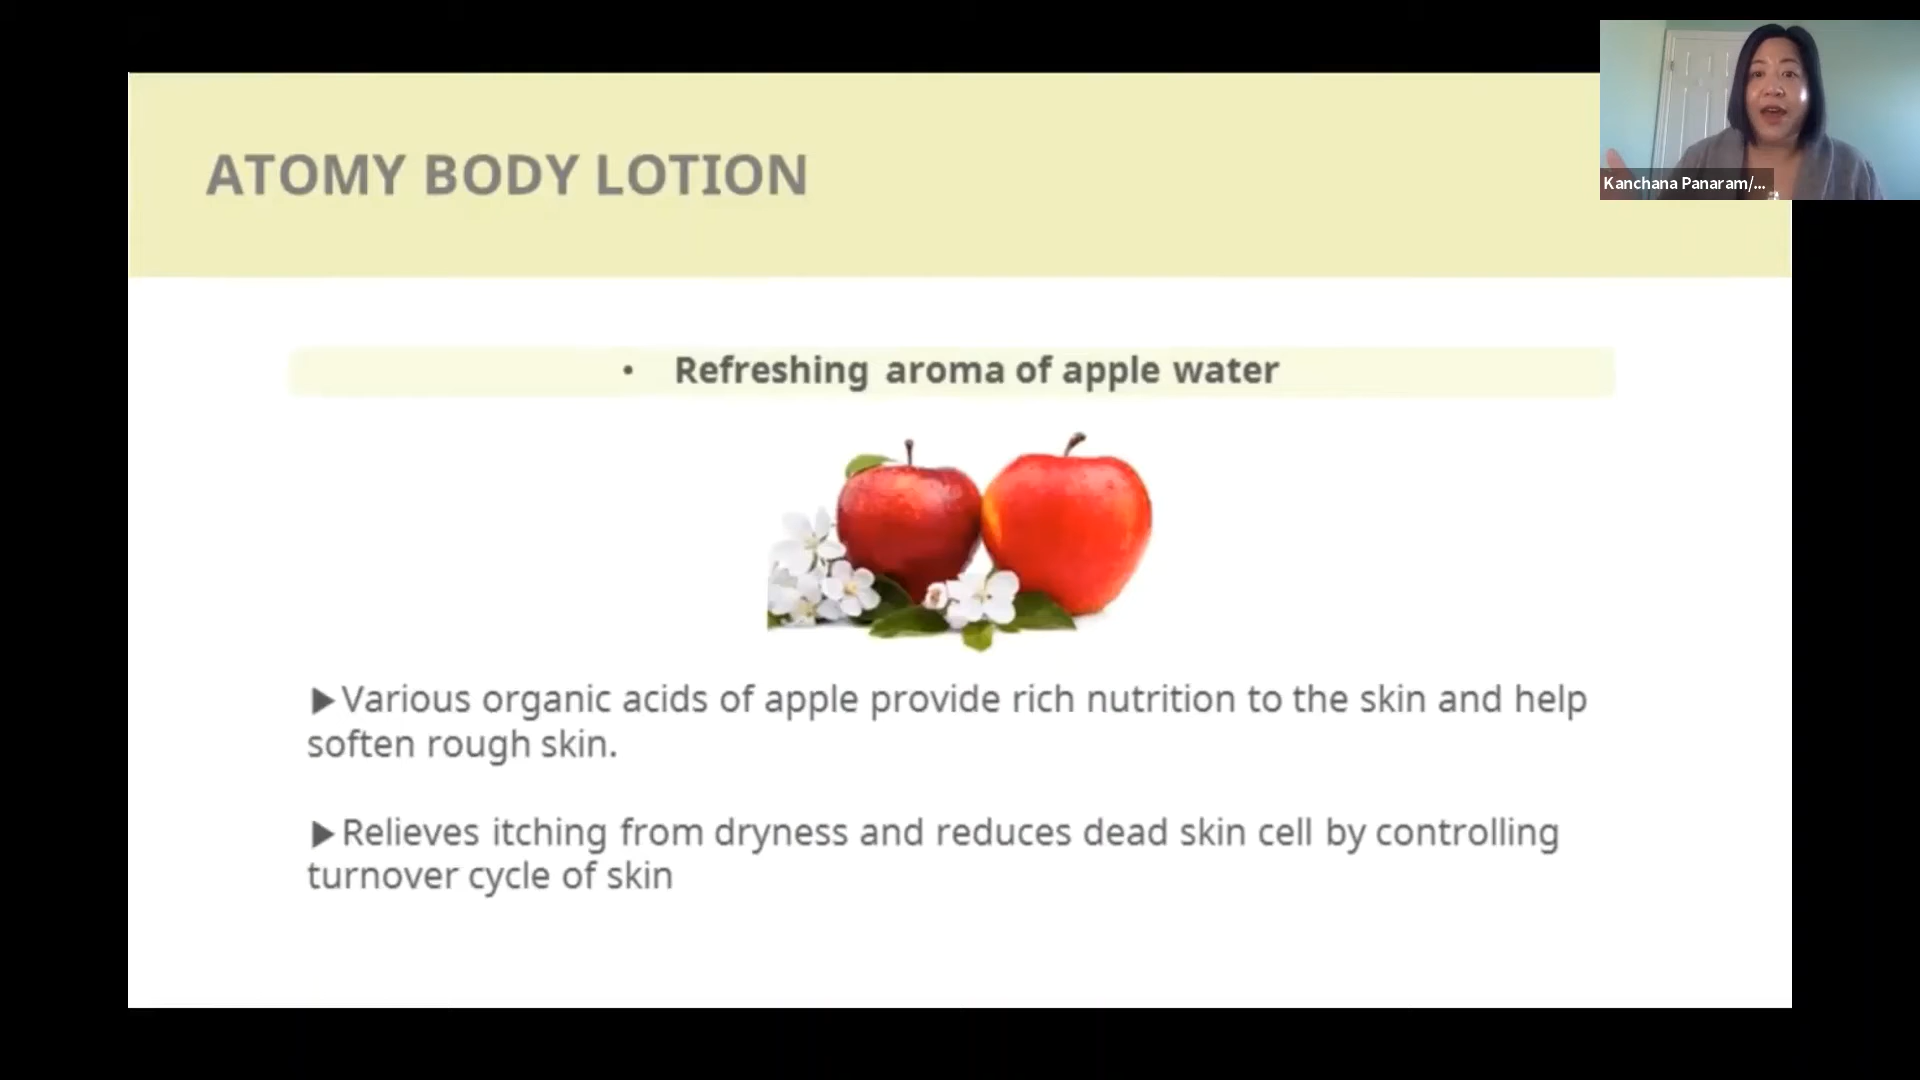 ATOMY BODY LOTION
Kanchana Panaram/...
• Refreshing aroma of apple water
▶Various organic acids of apple provide rich nutrition to the skin and help
soften rough skin.
▶Relieves itching from dryness and reduces dead skin cell by controlling
turnover cycle of skin